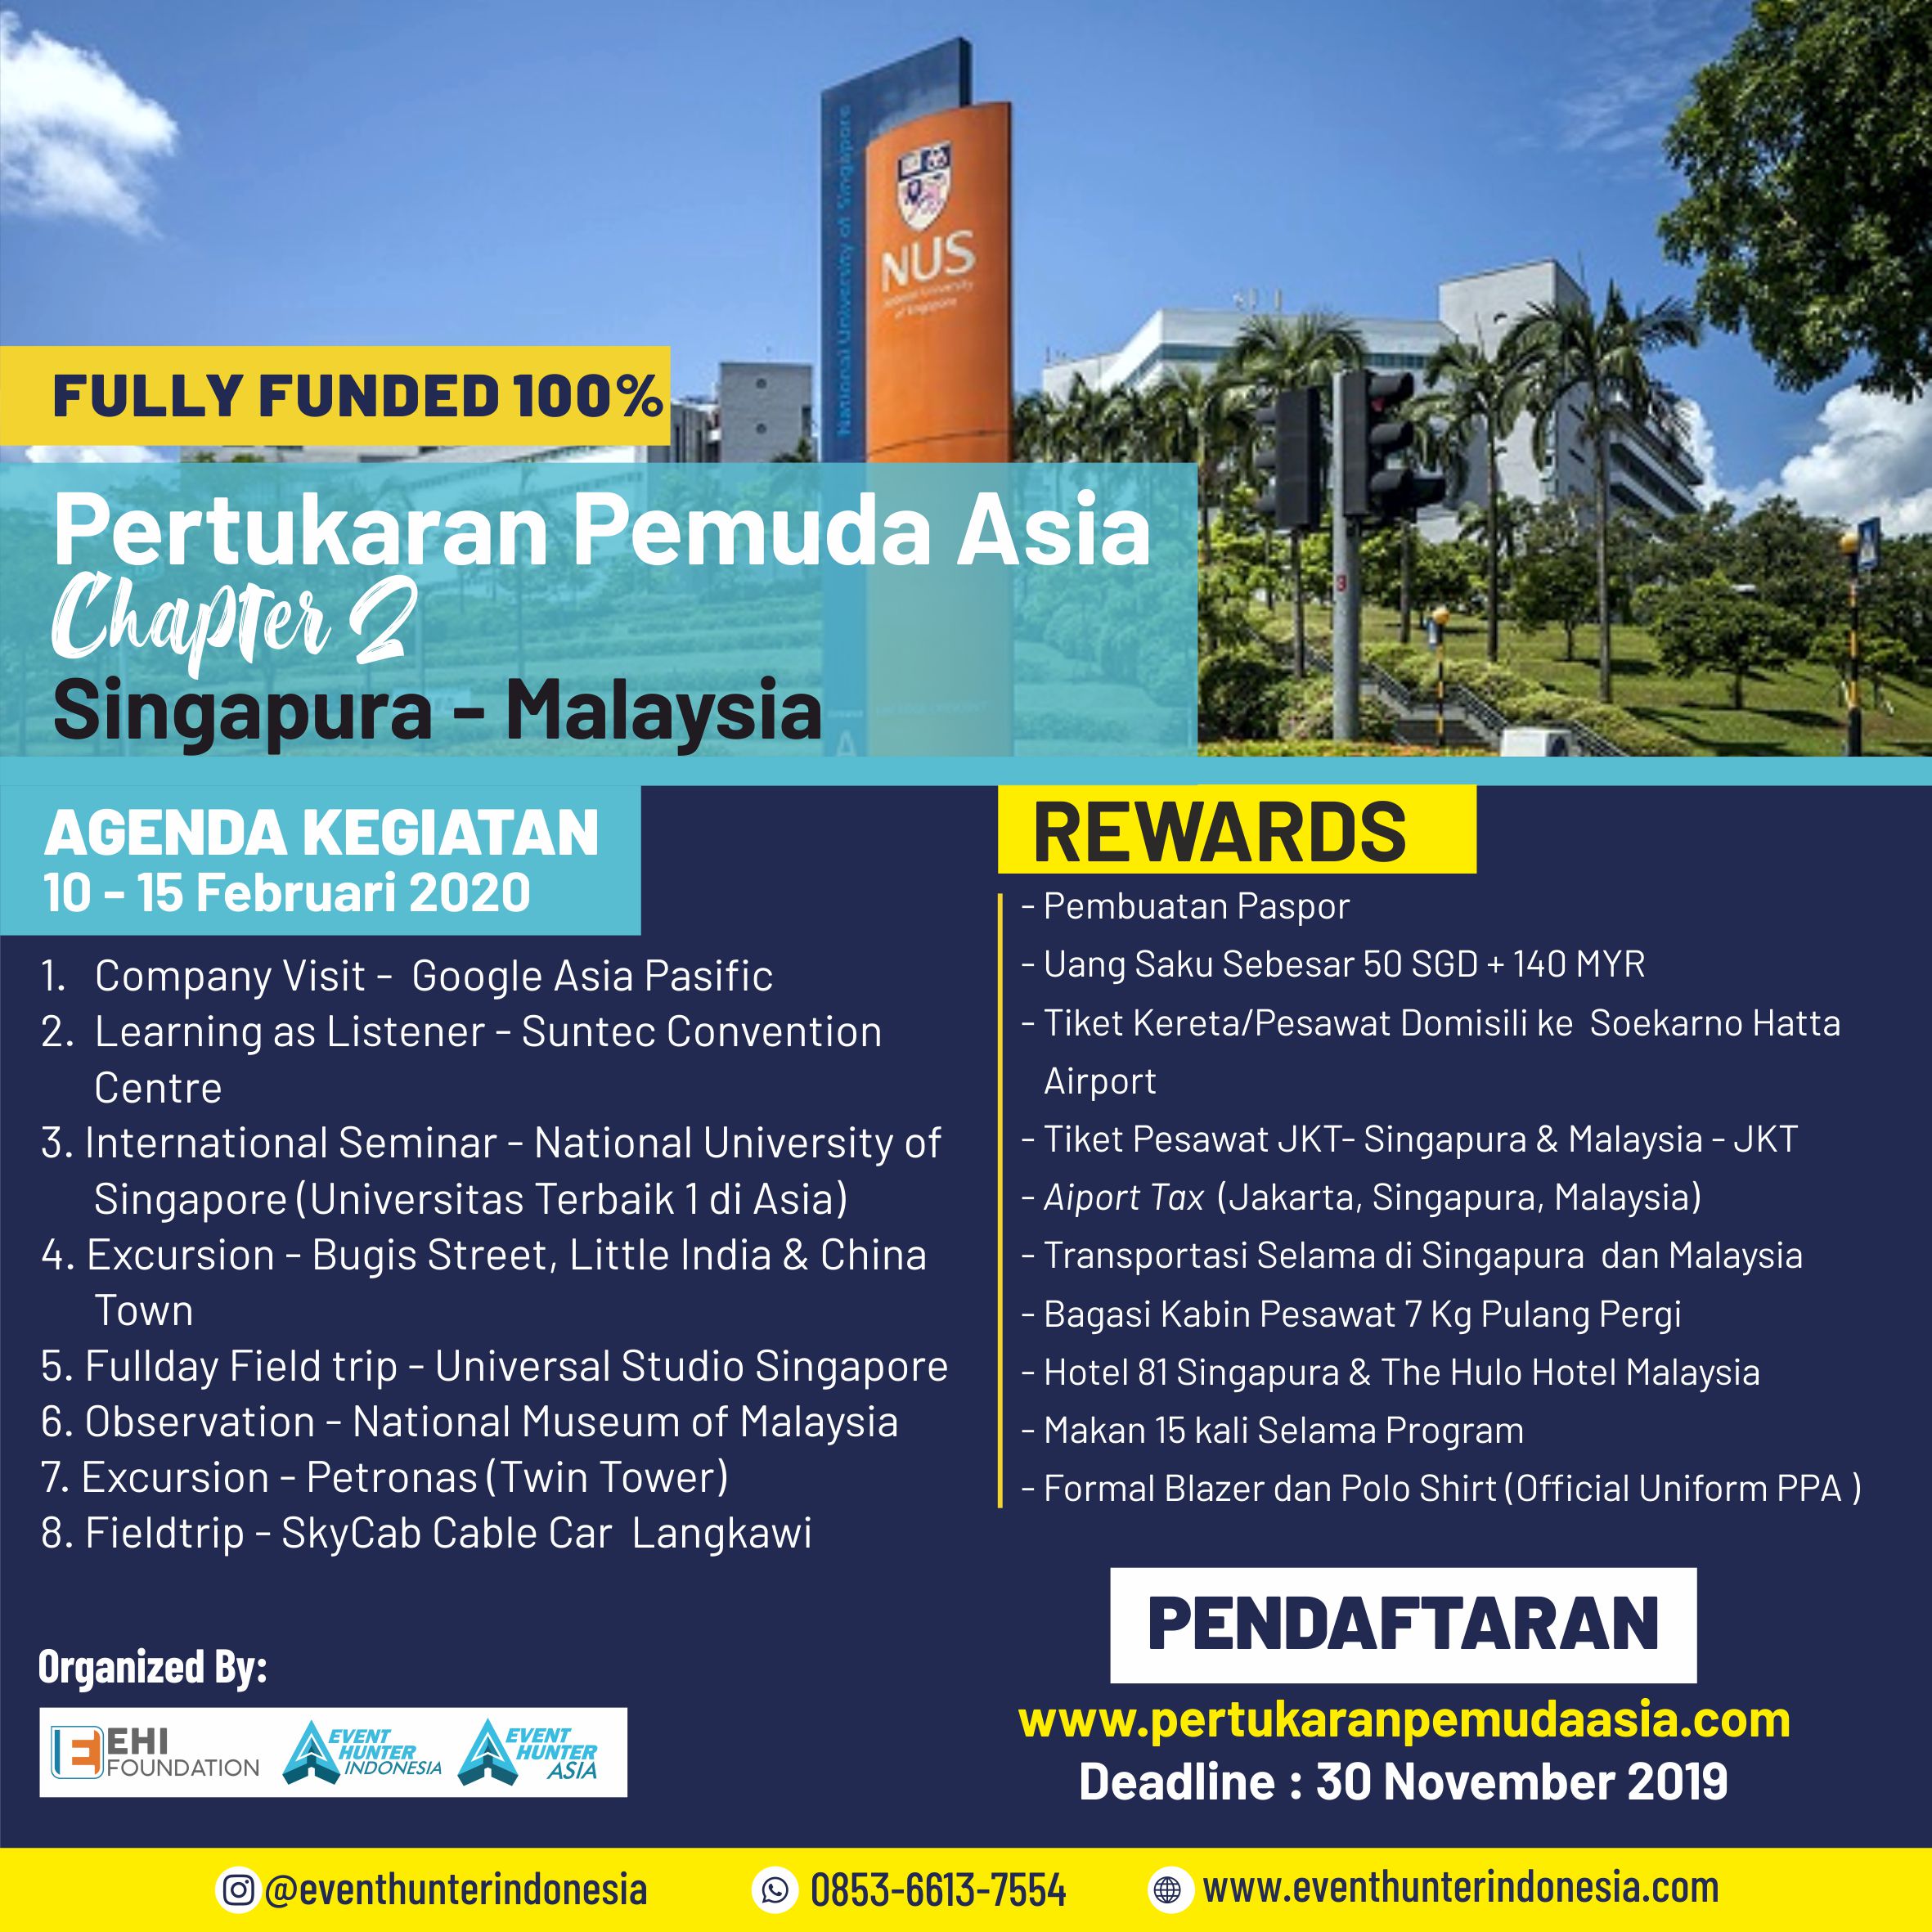 National University of Singapore
NUS
National University
of Singapore
FULLY FUNDED 100%
Pertukaran Pemuda Asia
Chapter 2
Singapura - Malaysia
A
AGENDA KEGIATAN
10 - 15 Februari 2020
1. Company Visit - Google Asia Pasific
2. Learning as Listener - Suntec Convention
Centre
3. International Seminar - National University of
Singapore (Universitas Terbaik 1 di Asia)
4. Excursion - Bugis Street, Little India & China
Town
5. Fullday Field trip - Universal Studio Singapore
6. Observation - National Museum of Malaysia
7. Excursion - Petronas (Twin Tower)
8. Fieldtrip - SkyCab Cable Car Langkawi
REWARDS
- Pembuatan Paspor
- Uang Saku Sebesar 50 SGD + 140 MYR
- Tiket Kereta/Pesawat Domisili ke Soekarno Hatta
Airport
- Tiket Pesawat JKT- Singapura & Malaysia - JKT
- Aiport Tax (Jakarta, Singapura, Malaysia)
- Transportasi Selama di Singapura dan Malaysia
- Bagasi Kabin Pesawat 7 Kg Pulang Pergi
- Hotel 81 Singapura & The Hulo Hotel Malaysia
- Makan 15 kali Selama Program
- Formal Blazer dan Polo Shirt (Official Uniform PPA )
Organized By:
EHI
FOUNDATION
EVENT
HUNTER
INDONESIA
EVENT
HUNTER
ASIA
PENDAFTARAN
www.pertukaranpemudaasia.com
Deadline : 30 November 2019
@eventhunterindonesia
0853-6613-7554
www.eventhunterindonesia.com